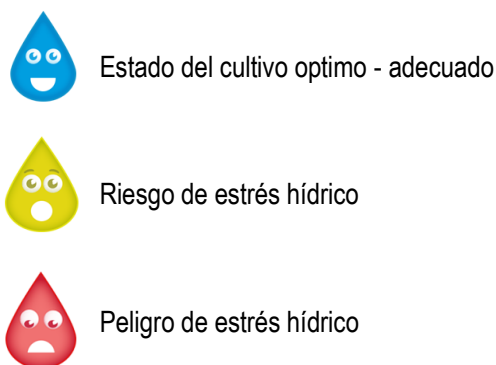 Estado del cultivo optimo - adecuado
Riesgo de estrés hídrico
Peligro de estrés hídrico